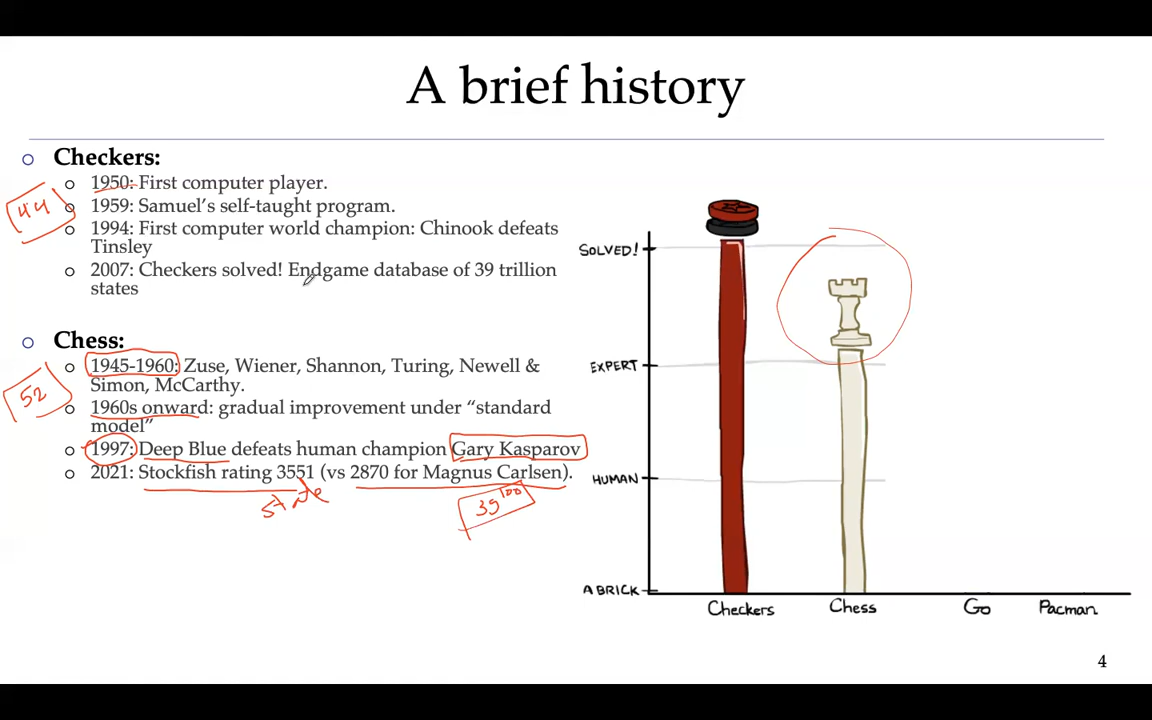 A brief history
Checkers:
1950: First computer player.
44
1959: Samuel's self-taught program.
1994: First computer world champion: Chinook defeats
Tinsley
2007: Checkers solved! Endgame database of 39 trillion
states
Chess:
1945-1960: Zuse, Wiener, Shannon, Turing, Newell &
Simon, McCarthy.
52
1960s onward: gradual improvement under “standard
model”
1997: Deep Blue defeats human champion Gary Kasparov
2021: Stockfish rating 3551 (vs 2870 for Magnus Carlsen).
state
35¹⁰⁰
SOLVED!
EXPERT
HUMAN
A BRICK
Checkers Chess Go Pacman
4